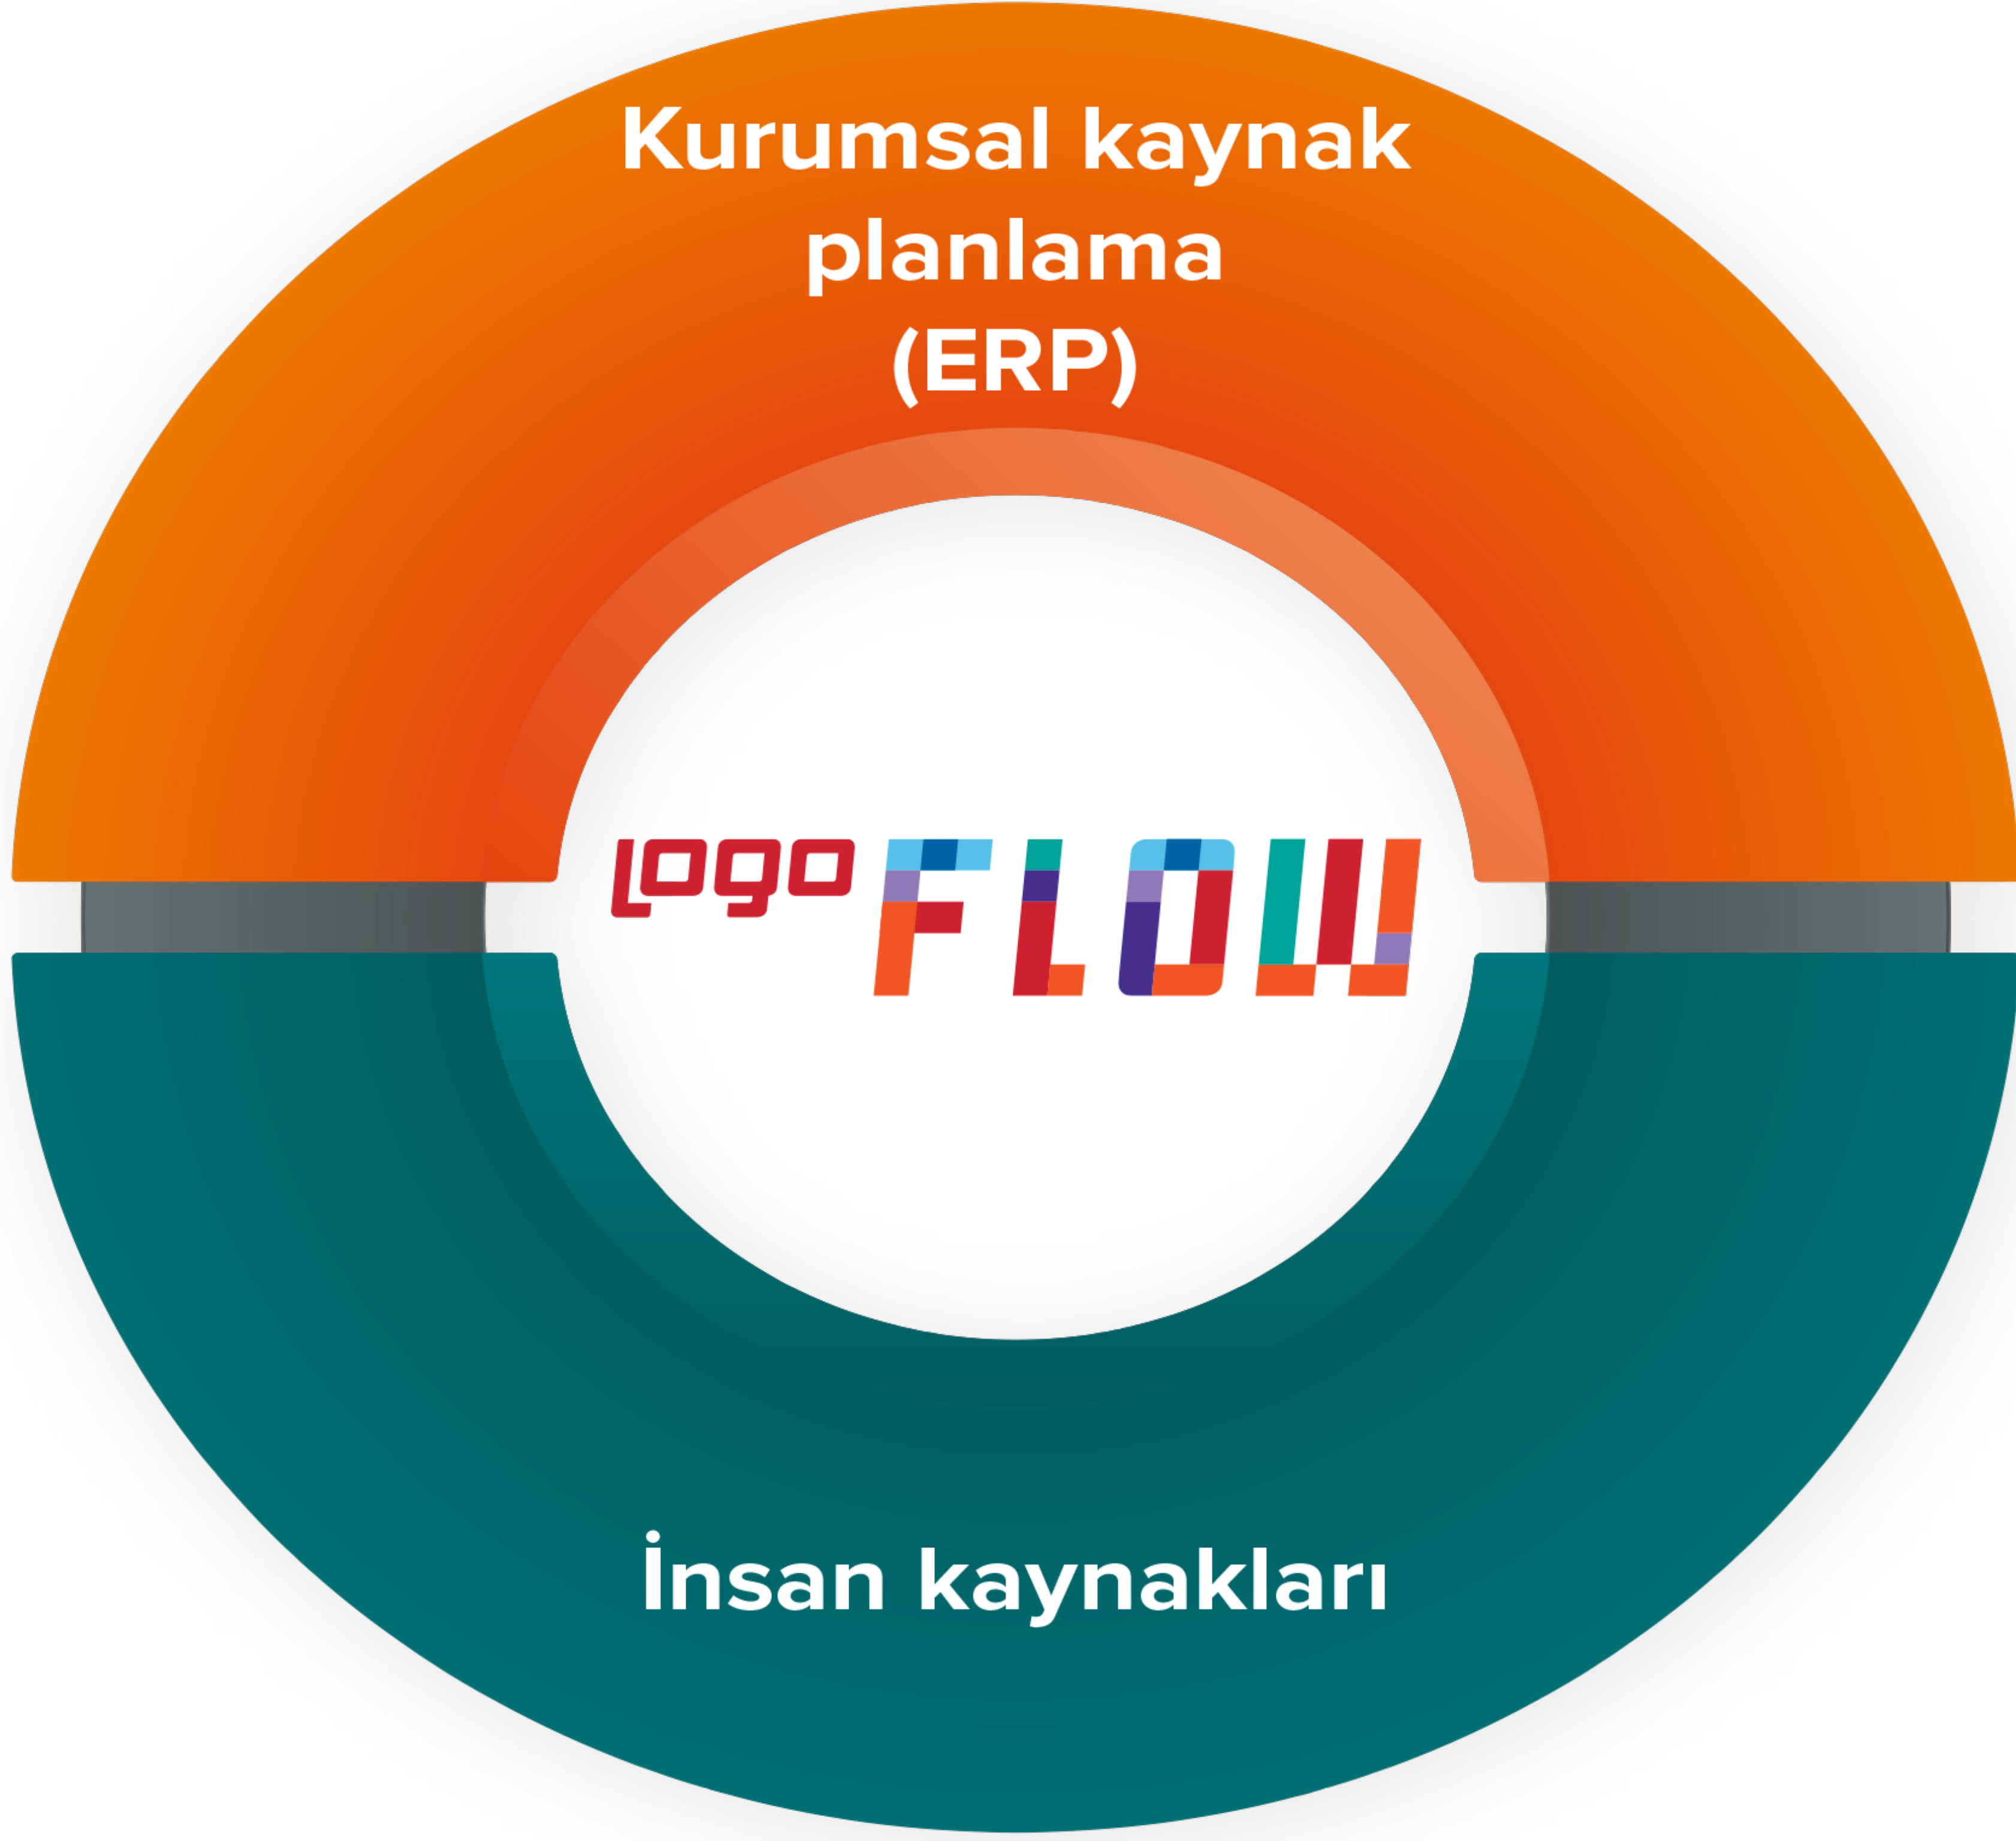 Kurumsal kaynak
planlama
(ERP)
LOGO FLOW
İnsan kaynakları